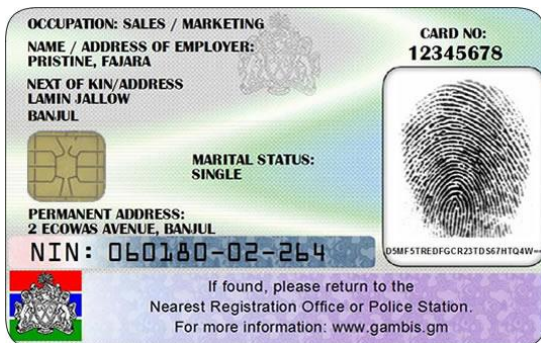 OCCUPATION: SALES / MARKETING
NAME / ADDRESS OF EMPLOYER:
PRISTINE, FAJARA
NEXT OF KIN/ADDRESS
LAMIN JALLOW
BANJUL
CARD NO:
12345678
MARITAL STATUS:
SINGLE
PERMANENT ADDRESS:
2 ECOWAS AVENUE, BANJUL
NIN: 060180-02-264
D5MF5TREDFGCR23TDS67HTQ4W=
If found, please return to the
Nearest Registration Office or Police Station.
For more information: www.gambis.gm